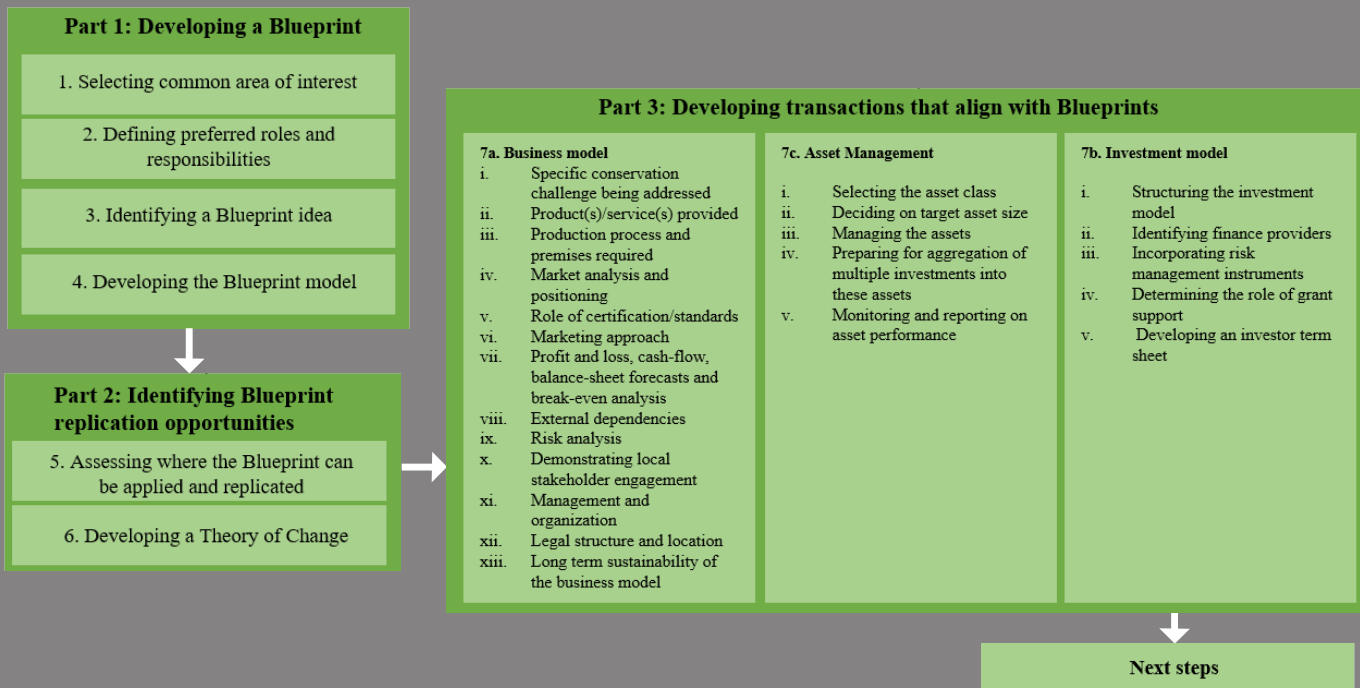 Part 1: Developing a Blueprint
1. Selecting common area of interest
2. Defining preferred roles and
responsibilities
3. Identifying a Blueprint idea
4. Developing the Blueprint model
Part 2: Identifying Blueprint
replication opportunities
5. Assessing where the Blueprint can
be applied and replicated
6. Developing a Theory of Change
Part 3: Developing transactions that align with Blueprints
7a. Business model
i. Specific conservation
challenge being addressed
ii. Product(s)/service(s) provided
iii. Production process and
premises required
iv. Market analysis and
positioning
v. Role of certification/standards
vi. Marketing approach
vii. Profit and loss, cash-flow,
balance-sheet forecasts and
break-even analysis
viii. External dependencies
ix. Risk analysis
x. Demonstrating local
stakeholder engagement
xi. Management and
organization
xii. Legal structure and location
xiii. Long term sustainability of
the business model
7c. Asset Management
i. Selecting the asset class
ii. Deciding on target asset size
iii. Managing the assets
iv. Preparing for aggregation of
multiple investments into
these assets
v. Monitoring and reporting on
asset performance
7b. Investment model
i. Structuring the investment
model
ii. Identifying finance providers
iii. Incorporating risk
management instruments
iv. Determining the role of grant
support
v. Developing an investor term
sheet
Next steps